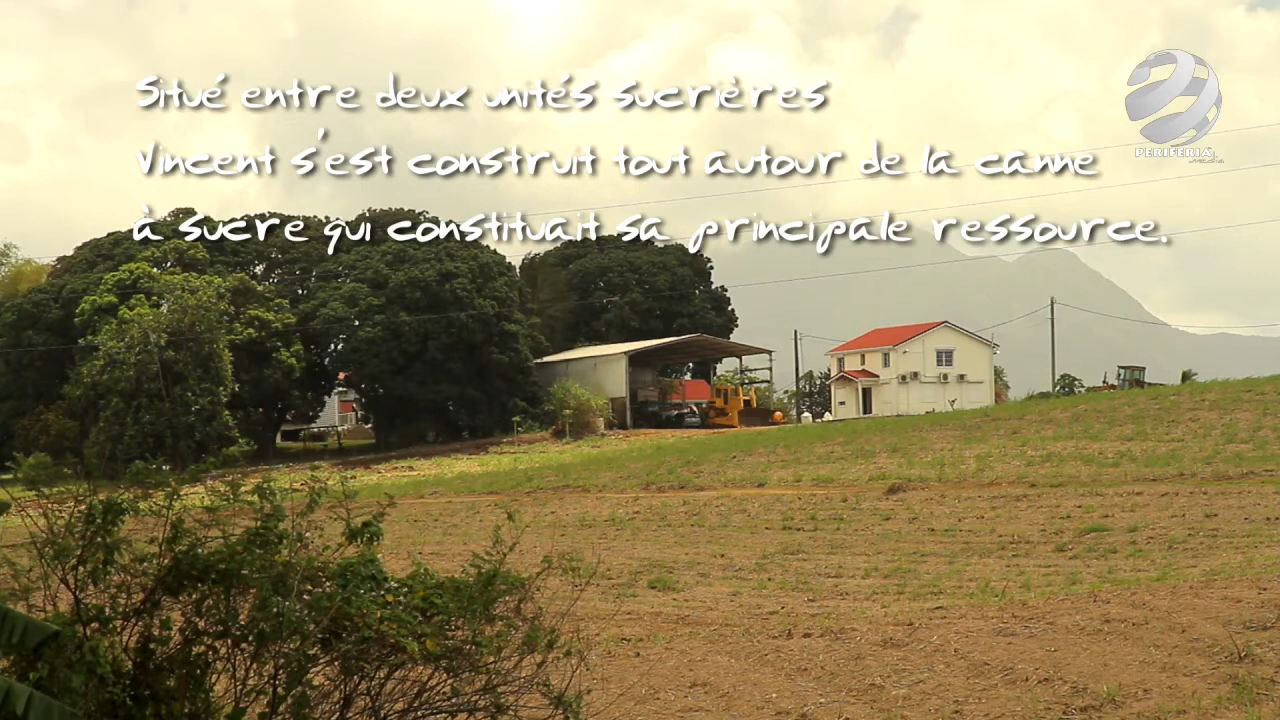 Situé entre deux unités sucrières
Vincent s'est construit tout autour de la canne
à sucre qui constituait sa principale ressource.
PERIFERIA
media